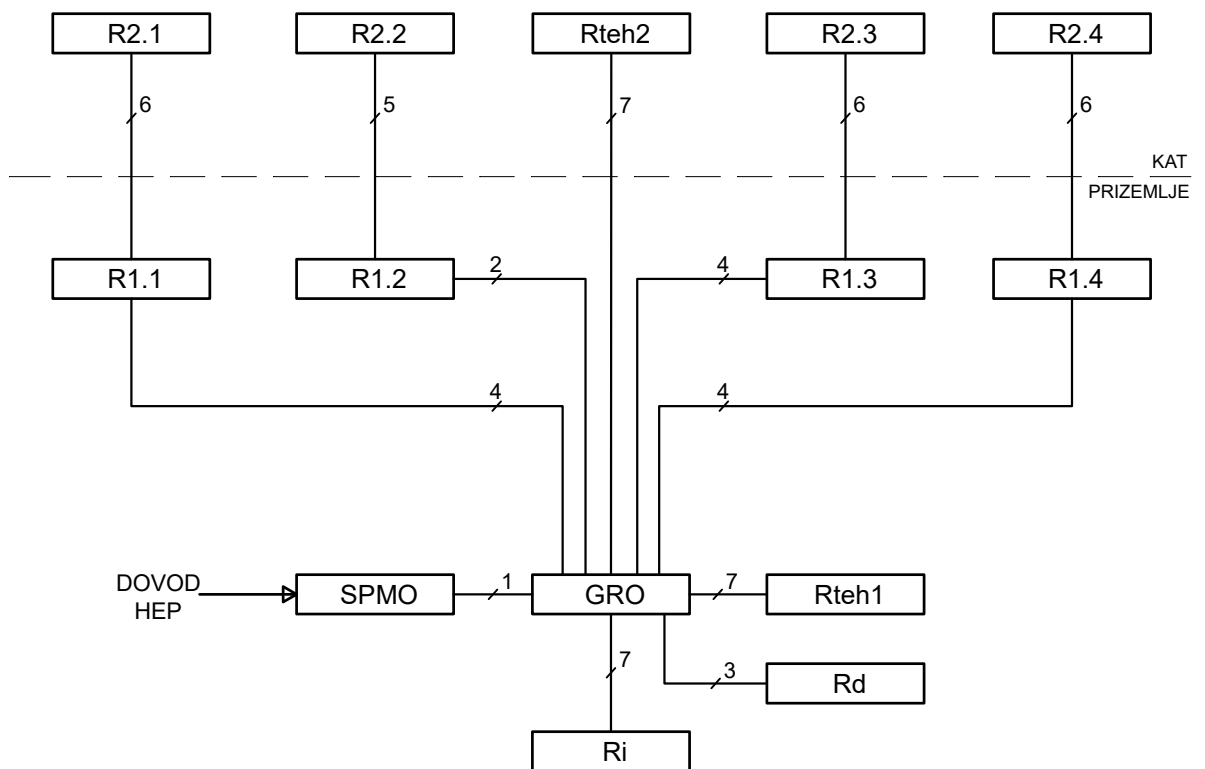 R2.1
R2.2
Rteh2
R2.3
R2.4
6
5
7
6
6
KAT
PRIZEMLJE
R1.1
R1.2
2
4
R1.3
R1.4
4
4
DOVOD
HEP
SPMO
1
GRO
7
Rteh1
7
3
Rd
Ri